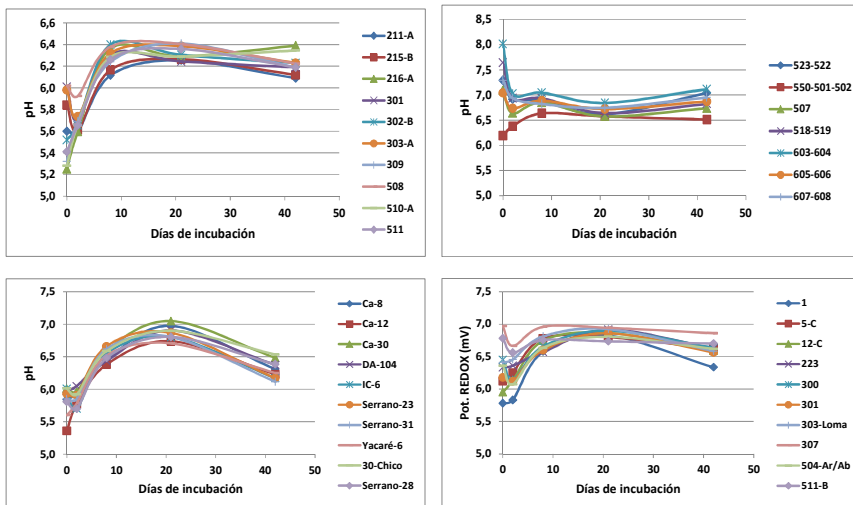 6,6
6,4
6,2
6,0
5,8
5,6
5,4
5,2
5,0
pH
0 10 20 30 40 50
Días de incubación
211-A
215-B
216-A
301
302-B
303-A
309
508
510-A
511
8,5
8,0
7,5
7,0
6,5
6,0
5,5
5,0
pH
0 10 20 30 40 50
Días de incubación
523-522
550-501-502
507
518-519
603-604
605-606
607-608
7,5
7,0
6,5
6,0
5,5
5,0
pH
0 10 20 30 40 50
Días de incubación
Ca-8
Ca-12
Ca-30
DA-104
IC-6
Serrano-23
Serrano-31
Yacaré-6
30-Chico
Serrano-28
7,5
7,0
6,5
6,0
5,5
5,0
Pot. REDOX (mV)
0 10 20 30 40 50
Días de incubación
1
5-C
12-C
223
300
301
303-Loma
307
504-Ar/Ab
511-B